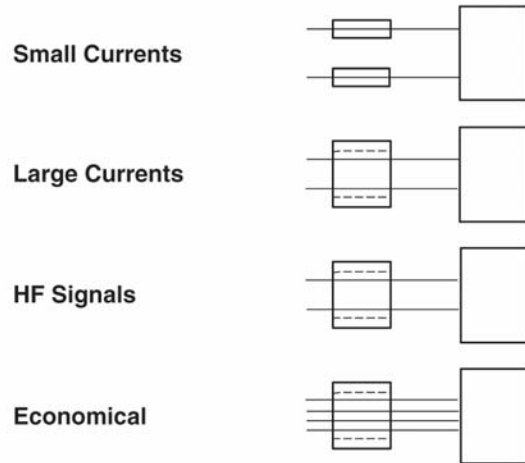 Small Currents
Large Currents
HF Signals
Economical